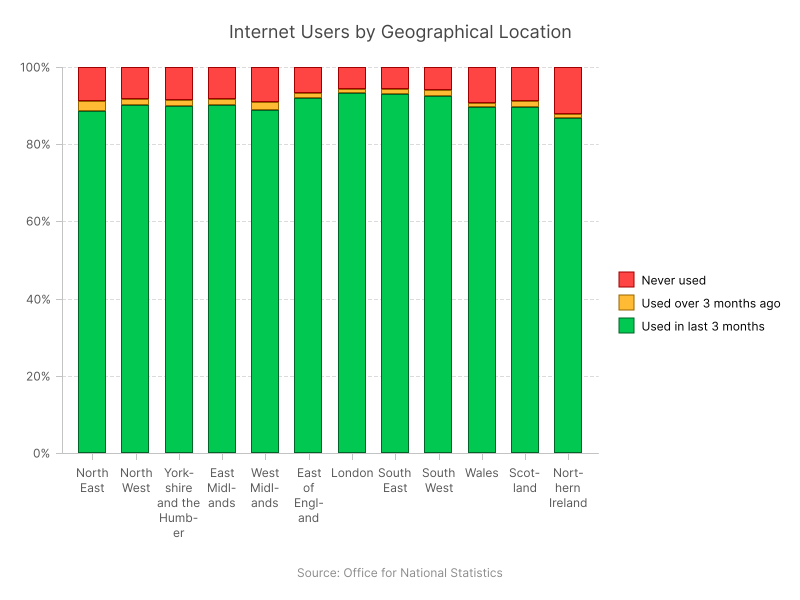 Internet Users by Geographical Location
100%
80%
60%
40%
20%
0%
North
East
North
West
York-
shire
and the
Humb-
er
East
Midl-
ands
West
Midl-
ands
East
of
Engl-
and
London
South
East
South
West
Wales
Scot-
land
Nort-
hern
Ireland
Never used
Used over 3 months ago
Used in last 3 months
Source: Office for National Statistics